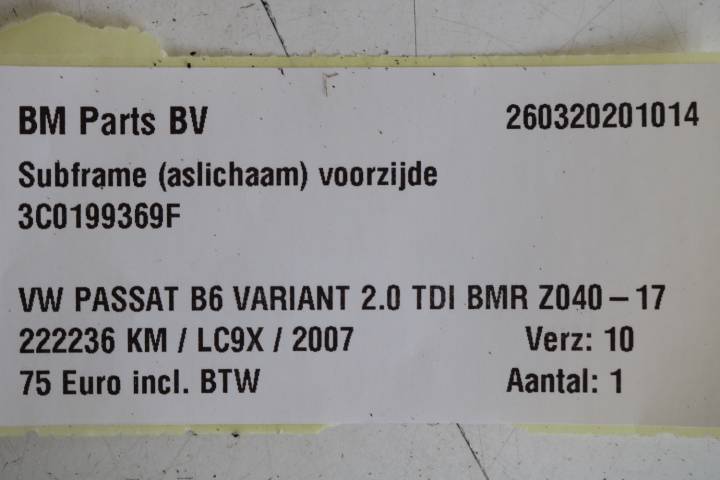 BM Parts BV 260320201014
Subframe (aslichaam) voorzijde
3C0199369F
VW PASSAT B6 VARIANT 2.0 TDI BMR Z040-17
222236 KM / LC9X / 2007 Verz: 10
75 Euro incl. BTW Aantal: 1